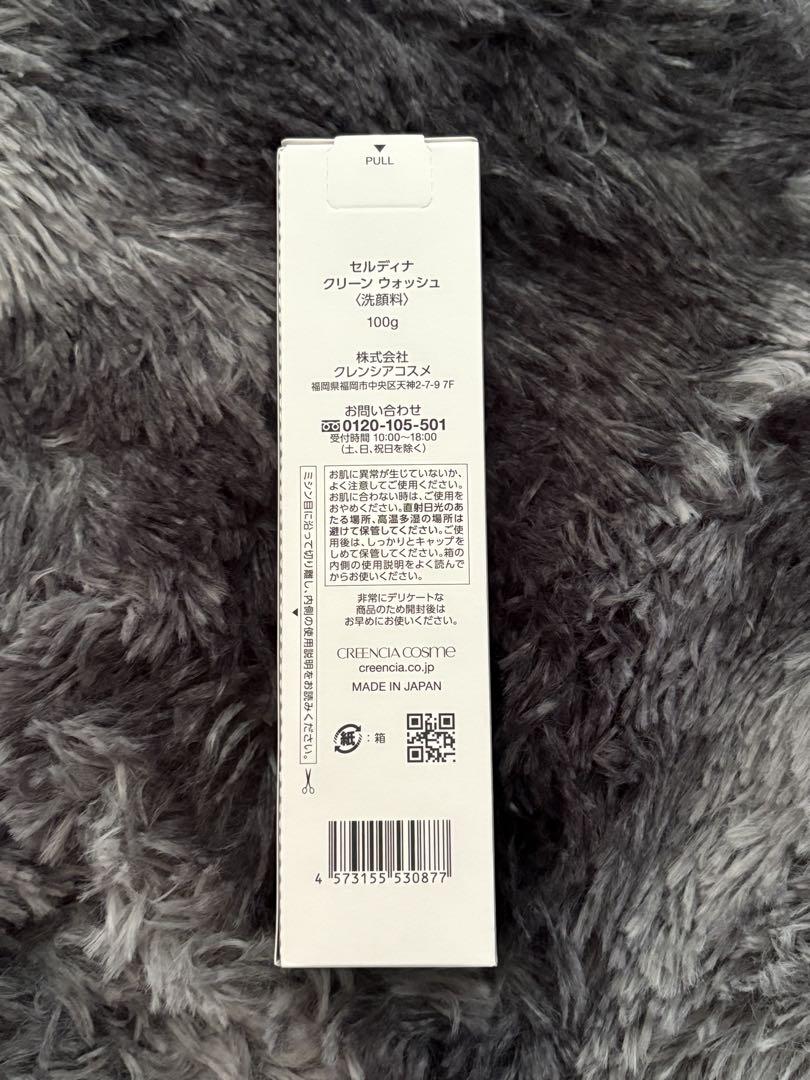 PULL
セルディナ
クリーン ウォッシュ
〈洗顔料〉
100g
株式会社
クレンシアコスメ
福岡県福岡市中央区天神2-7-9 7F
お問い合わせ
0120-105-501
受付時間 10:00〜18:00
(土、日、祝日を除く)
お肌に異常が生じていないか、
よく注意してご使用ください。
お肌に合わない時は、ご使用を
おやめください。直射日光のあ
たる場所、高温多湿の場所は
避けて保管してください。ご使
用後は、しっかりとキャップを
しめて保管してください。箱の
内側の使用説明をよく読んで
からお使いください。
ミシン目に沿って切り離し、内側の使用説明をお読みください。
非常にデリケートな
商品のため開封後は
お早めにお使いください。
CREENCIA COSME
creencia.co.jp
MADE IN JAPAN
紙:箱
4 573155 530877